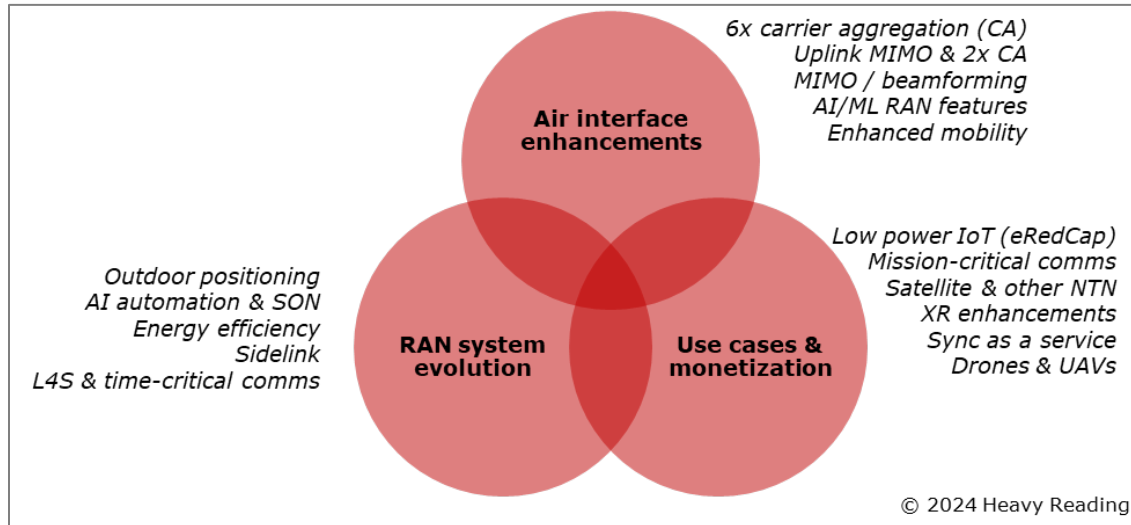 6x carrier aggregation (CA)
Uplink MIMO & 2x CA
MIMO / beamforming
AI/ML RAN features
Enhanced mobility
Air interface
enhancements
Low power IoT (eRedCap)
Mission-critical comms
Satellite & other NTN
XR enhancements
Sync as a service
Drones & UAVs
Outdoor positioning
AI automation & SON
Energy efficiency
Sidelink
L4S & time-critical comms
RAN system
evolution
Use cases &
monetization
© 2024 Heavy Reading